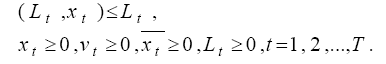 ( L_t , x_t ) ≤ L_t ,
x_t ≥ 0 , v_t ≥ 0 , \overline{x_t} ≥ 0 , L_t ≥ 0 , t = 1, 2 ,..., T .